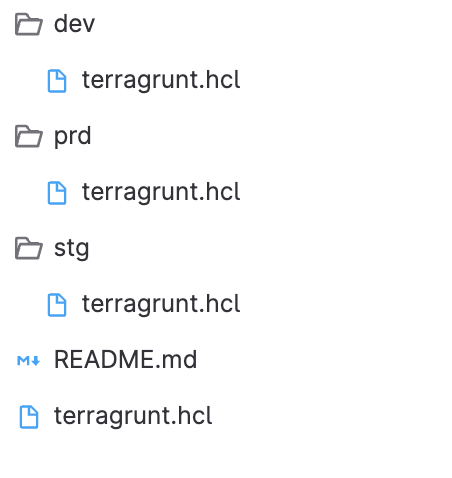 dev
terragrunt.hcl
prd
terragrunt.hcl
stg
terragrunt.hcl
M↓ README.md
terragrunt.hcl